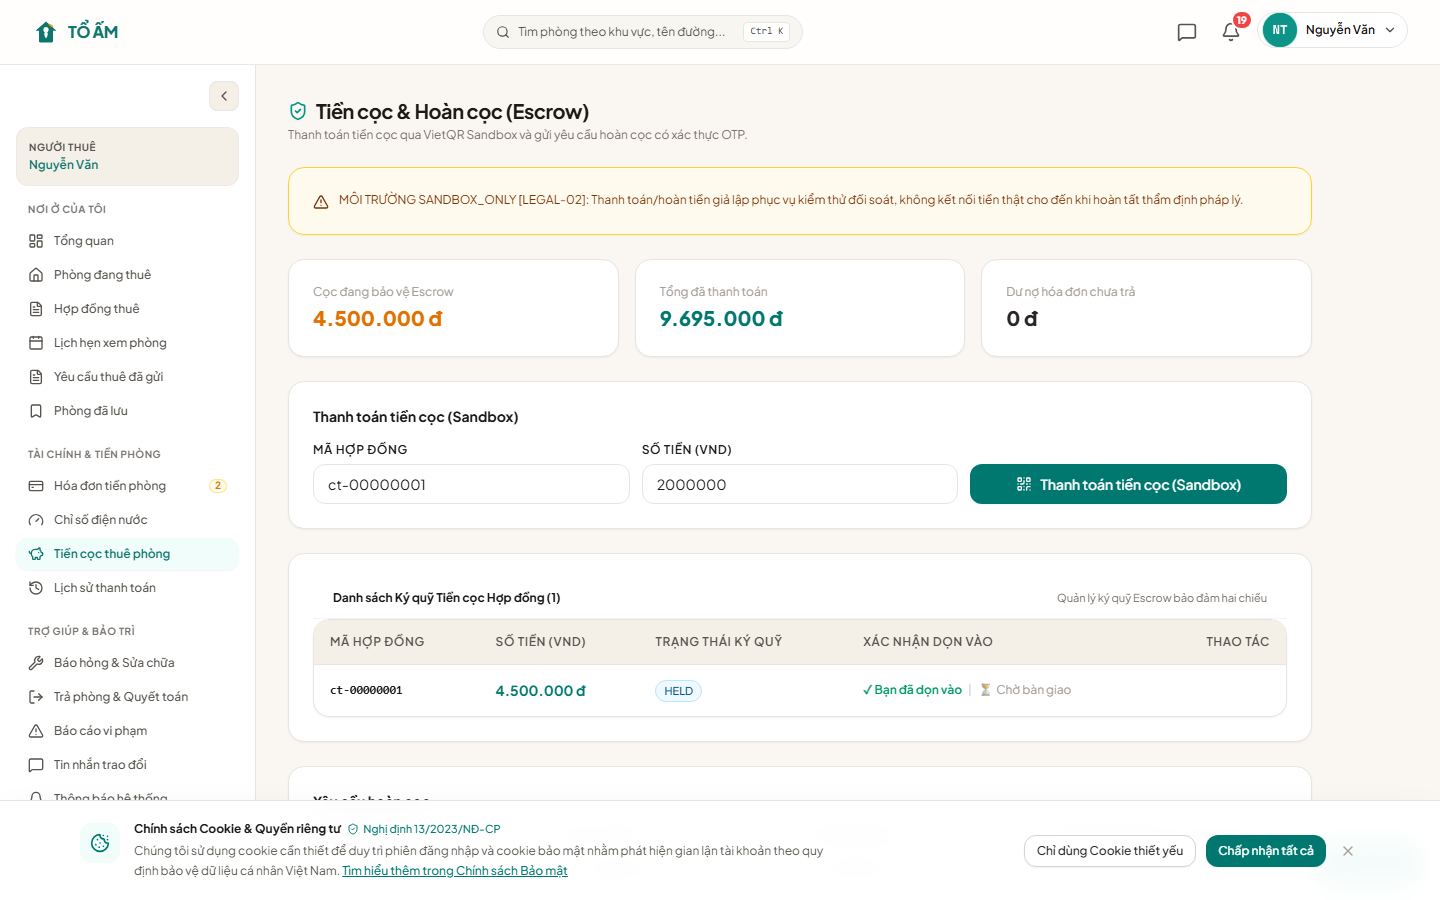 TỔ ẤM
Tìm phòng theo khu vực, tên đường...
Ctrl K
19
NT
Nguyễn Văn
NGƯỜI THUÊ
Nguyễn Văn
NƠI Ở CỦA TÔI
Tổng quan
Phòng đang thuê
Hợp đồng thuê
Lịch hẹn xem phòng
Yêu cầu thuê đã gửi
Phòng đã lưu
TÀI CHÍNH & TIỀN PHÒNG
Hóa đơn tiền phòng
2
Chỉ số điện nước
Tiền cọc thuê phòng
Lịch sử thanh toán
TRỢ GIÚP & BẢO TRÌ
Báo hỏng & Sửa chữa
Trả phòng & Quyết toán
Báo cáo vi phạm
Tin nhắn trao đổi
Thông báo hệ thống
Tiền cọc & Hoàn cọc (Escrow)
Thanh toán tiền cọc qua VietQR Sandbox và gửi yêu cầu hoàn cọc có xác thực OTP.
MÔI TRƯỜNG SANDBOX_ONLY [LEGAL-02]: Thanh toán/hoàn tiền giả lập phục vụ kiểm thử đối soát, không kết nối tiền thật cho đến khi hoàn tất thẩm định pháp lý.
Cọc đang bảo vệ Escrow
4.500.000 đ
Tổng đã thanh toán
9.695.000 đ
Dư nợ hóa đơn chưa trả
0 đ
Thanh toán tiền cọc (Sandbox)
MÃ HỢP ĐỒNG
SỐ TIỀN (VND)
ct-00000001
2000000
Thanh toán tiền cọc (Sandbox)
Danh sách Ký quỹ Tiền cọc Hợp đồng (1)
Quản lý ký quỹ Escrow bảo đảm hai chiều
MÃ HỢP ĐỒNG
SỐ TIỀN (VND)
TRẠNG THÁI KÝ QUỸ
XÁC NHẬN DỌN VÀO
THAO TÁC
ct-00000001
4.500.000 đ
HELD
✓ Bạn đã dọn vào | ⏳ Chờ bàn giao
Yêu cầu hoàn cọc
Chính sách Cookie & Quyền riêng tư
Nghị định 13/2023/NĐ-CP
Chúng tôi sử dụng cookie cần thiết để duy trì phiên đăng nhập và cookie bảo mật nhằm phát hiện gian lận tài khoản theo quy
định bảo vệ dữ liệu cá nhân Việt Nam. Tìm hiểu thêm trong Chính sách Bảo mật
Chỉ dùng Cookie thiết yếu
Chấp nhận tất cả